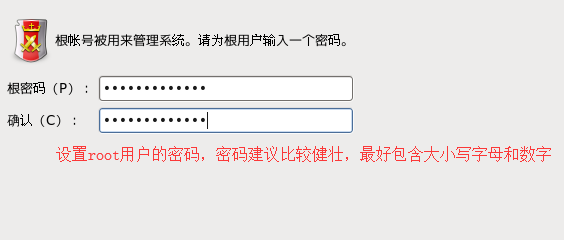 根帐号被用来管理系统。请为根用户输入一个密码。
根密码（P）： •••••••••••••
确认（C）： •••••••••••••
设置root用户的密码，密码建议比较健壮，最好包含大小写字母和数字